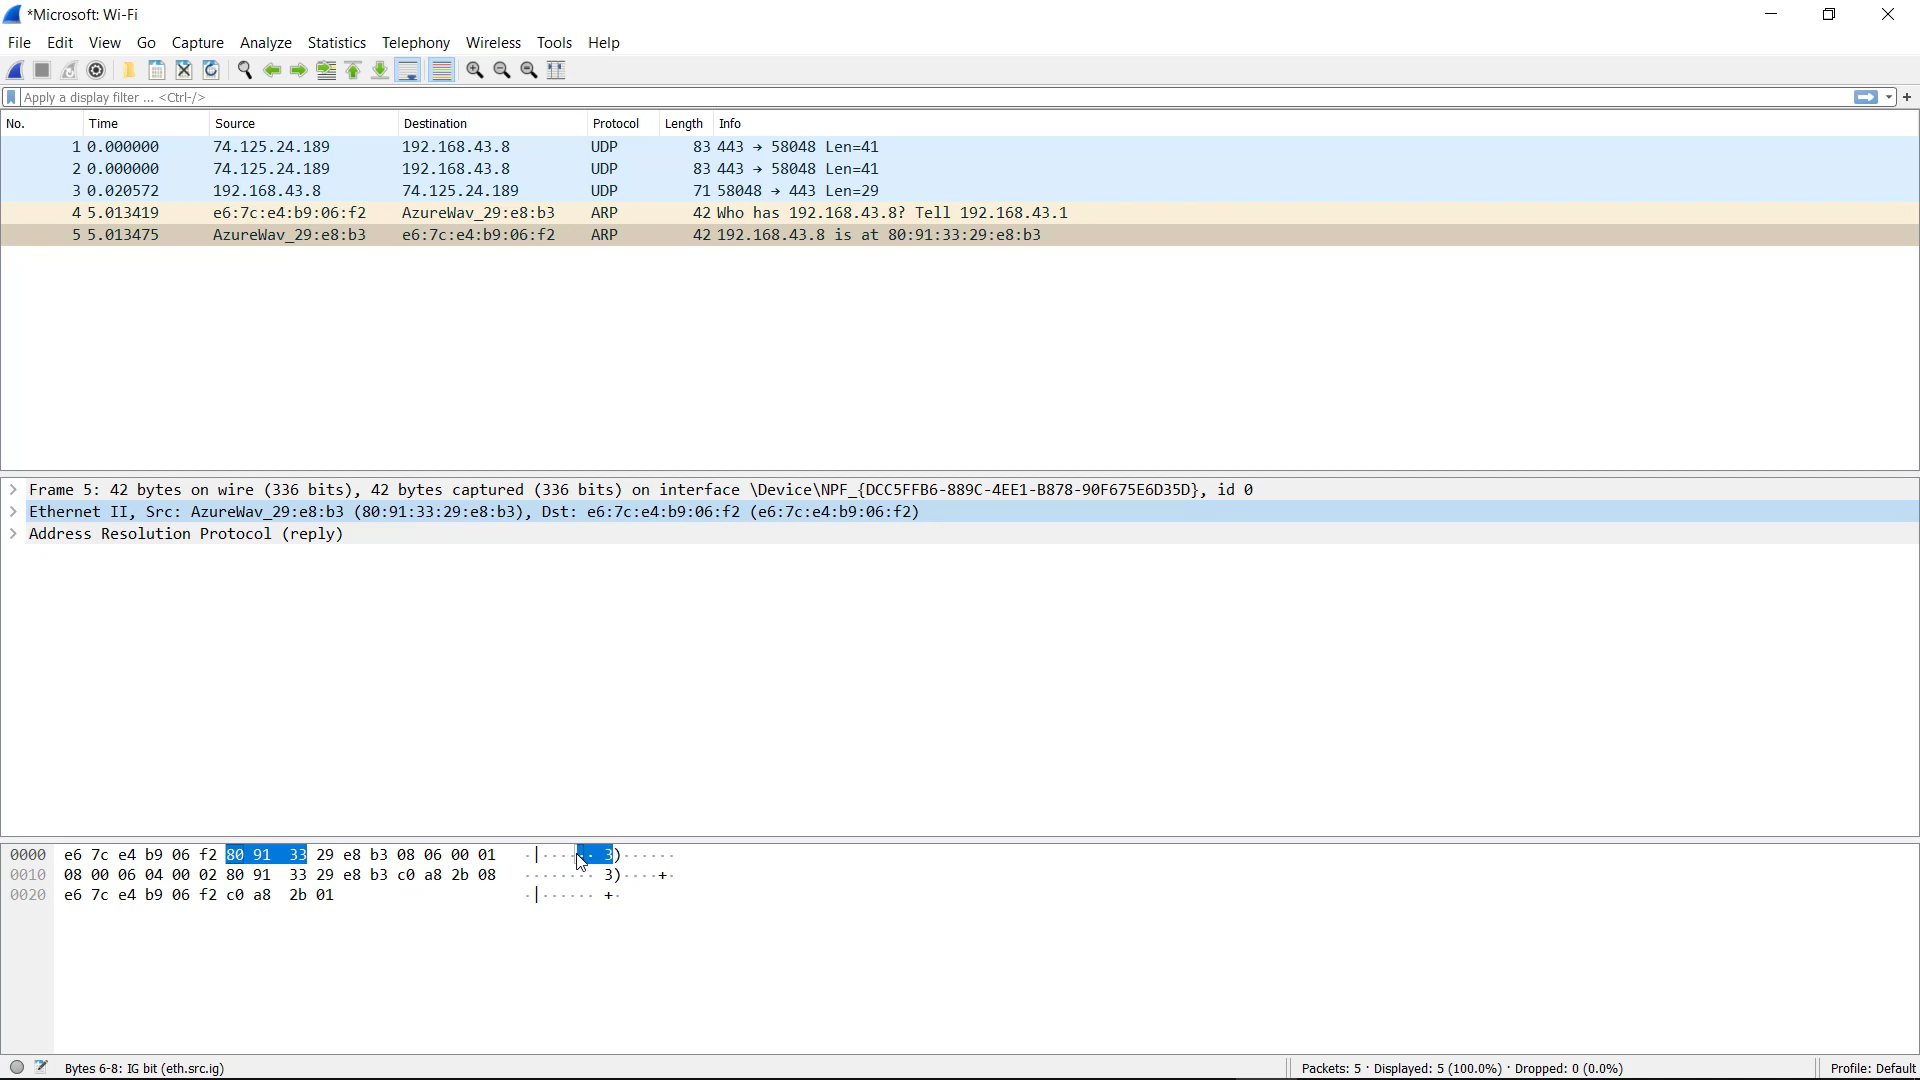 *Microsoft: Wi-Fi
File Edit View Go Capture Analyze Statistics Telephony Wireless Tools Help
Apply a display filter ... <Ctrl-/>
No. Time Source Destination Protocol Length Info
1 0.000000 74.125.24.189 192.168.43.8 UDP 83 443 → 58048 Len=41
2 0.000000 74.125.24.189 192.168.43.8 UDP 83 443 → 58048 Len=41
3 0.020572 192.168.43.8 74.125.24.189 UDP 71 58048 → 443 Len=29
4 5.013419 e6:7c:e4:b9:06:f2 AzureWav_29:e8:b3 ARP 42 Who has 192.168.43.8? Tell 192.168.43.1
5 5.013475 AzureWav_29:e8:b3 e6:7c:e4:b9:06:f2 ARP 42 192.168.43.8 is at 80:91:33:29:e8:b3
Frame 5: 42 bytes on wire (336 bits), 42 bytes captured (336 bits) on interface \Device\NPF_{DCC5FFB6-889C-4EE1-B878-90F675E6D35D}, id 0
Ethernet II, Src: AzureWav_29:e8:b3 (80:91:33:29:e8:b3), Dst: e6:7c:e4:b9:06:f2 (e6:7c:e4:b9:06:f2)
Address Resolution Protocol (reply)
0000 e6 7c e4 b9 06 f2 80 91 33 29 e8 b3 08 06 00 01 ·|······ 3)······
0010 08 00 06 04 00 02 80 91 33 29 e8 b3 c0 a8 2b 08 ········ 3)····+·
0020 e6 7c e4 b9 06 f2 c0 a8 2b 01 ·|······ +·
Bytes 6-8: IG bit (eth.src.ig) Packets: 5 · Displayed: 5 (100.0%) · Dropped: 0 (0.0%) Profile: Default